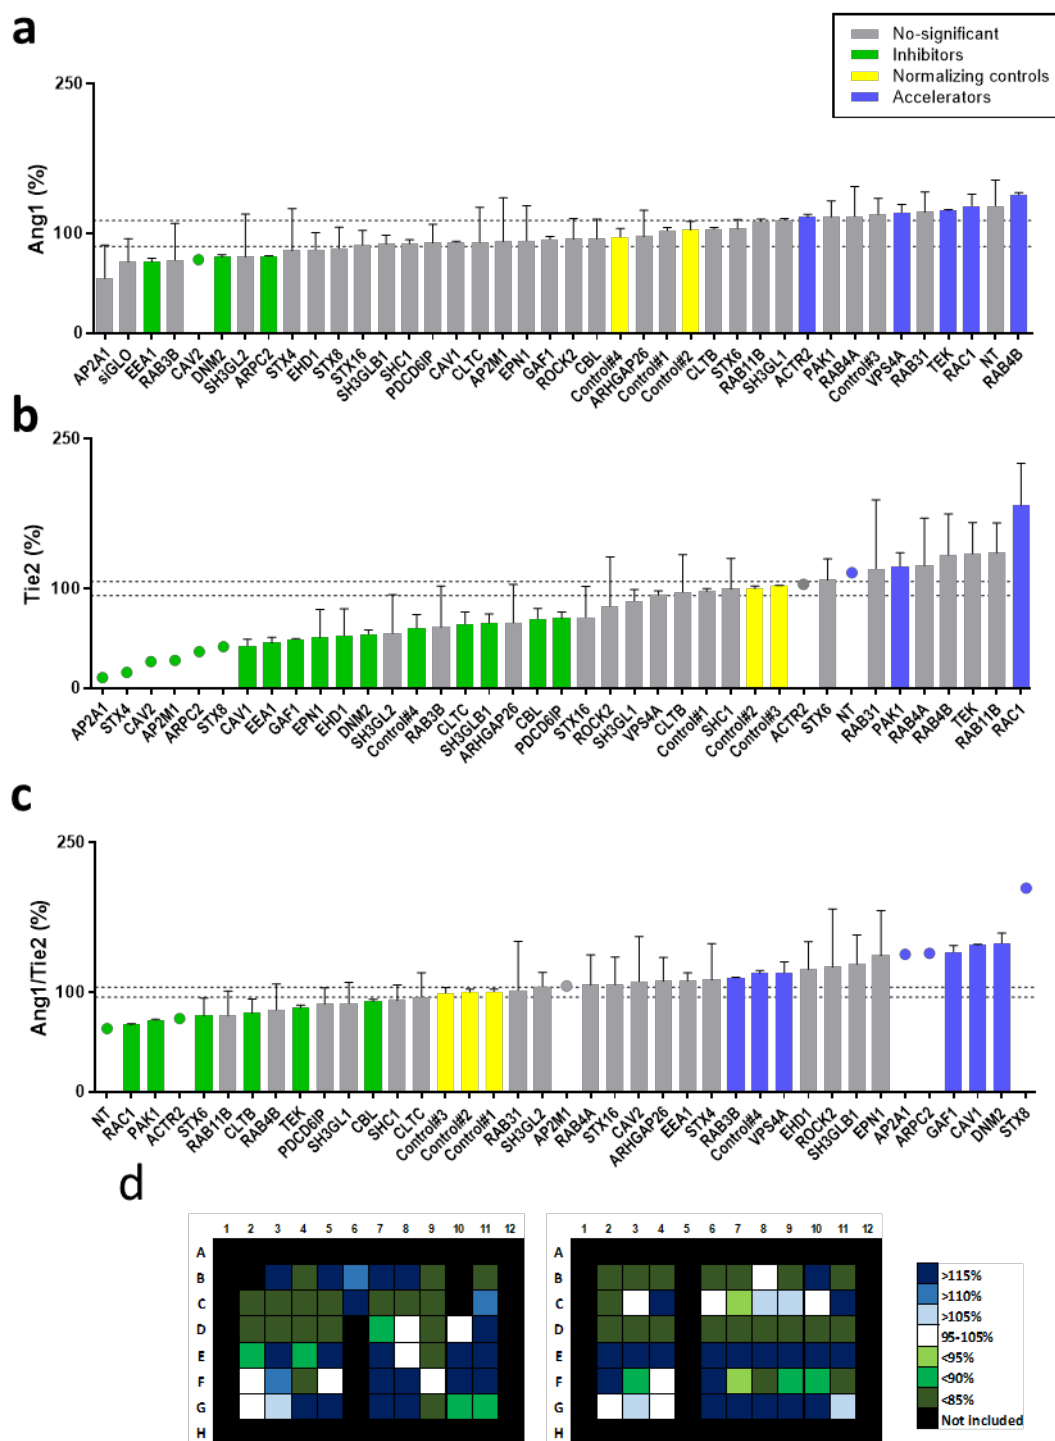 a
No-significant
Inhibitors
Normalizing controls
Accelerators
250
100
0
Ang1 (%)
AP2A1 siGLO EEA1 RAB3B CAV2 DNM2 SH3GL2 ARPC2 STX4 EHD1 STX8 STX16 SH3GLB1 SHC1 PDCD6IP CAV1 CLTC AP2M1 EPN1 GAF1 ROCK2 CBL Control#4 ARHGAP26 Control#1 Control#2 CLTB STX6 RAB11B SH3GL1 ACTR2 PAK1 RAB4A Control#3 VPS4A RAB31 TEK RAC1 NT RAB4B
b
250
100
0
Tie2 (%)
AP2A1 STX4 CAV2 AP2M1 ARPC2 STX8 CAV1 EEA1 GAF1 EPN1 EHD1 DNM2 SH3GL2 Control#4 RAB3B CLTC SH3GLB1 ARHGAP26 CBL PDCD6IP STX16 ROCK2 SH3GL1 VPS4A CLTB Control#1 SHC1 Control#2 Control#3 ACTR2 STX6 NT RAB31 PAK1 RAB4A RAB4B TEK RAB11B RAC1
c
250
100
0
Ang1/Tie2 (%)
NT RAC1 PAK1 ACTR2 STX6 RAB11B CLTB RAB4B TEK PDCD6IP SH3GL1 CBL SHC1 CLTC Control#3 Control#2 Control#1 RAB31 SH3GL2 AP2M1 RAB4A STX16 CAV2 ARHGAP26 EEA1 STX4 RAB3B Control#4 VPS4A EHD1 ROCK2 SH3GLB1 EPN1 AP2A1 ARPC2 GAF1 CAV1 DNM2 STX8
d
1 2 3 4 5 6 7 8 9 10 11 12
A
B
C
D
E
F
G
H
1 2 3 4 5 6 7 8 9 10 11 12
A
B
C
D
E
F
G
H
>115%
>110%
>105%
95-105%
<95%
<90%
<85%
Not included